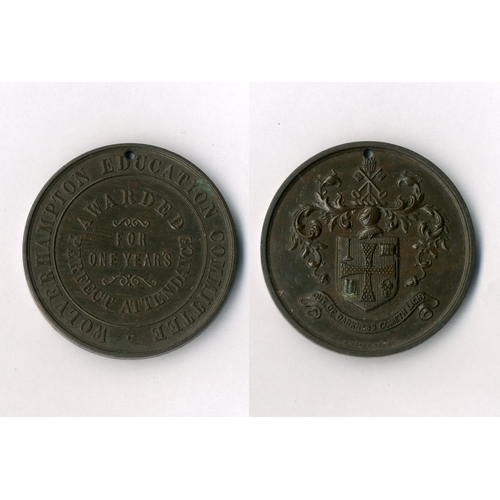 WOLVERHAMPTON EDUCATION COMMITTEE
AWARDED
FOR
ONE YEAR'S
PERFECT ATTENDANCE
OUT OF DARKNESS COMETH LIGHT